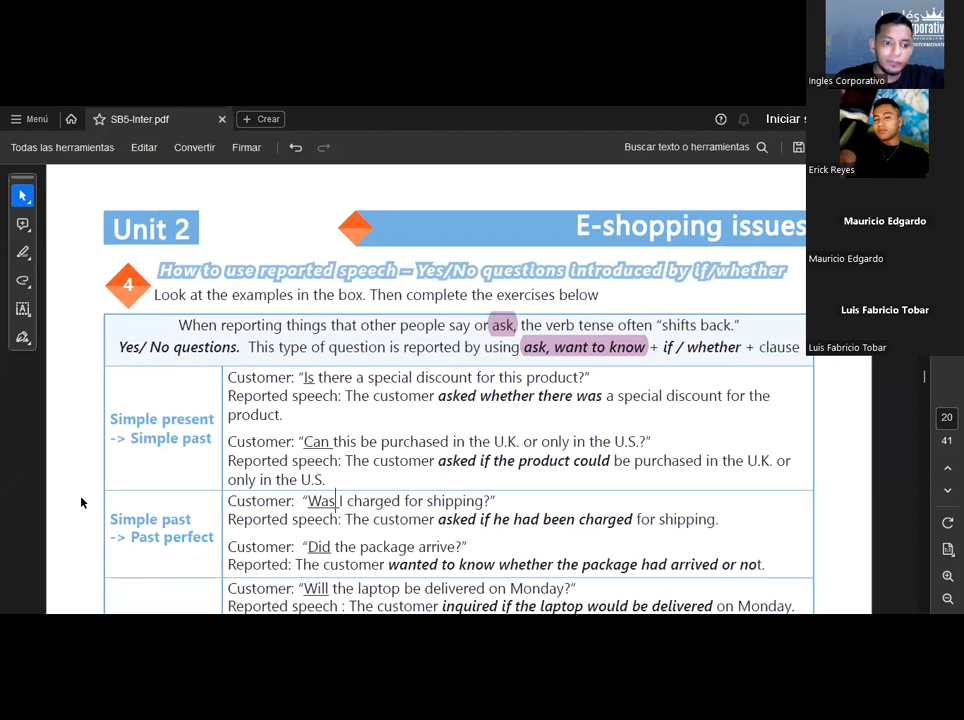 Inglés
Corporativo
INTERMEDIATE
Ingles Corporativo
Erick Reyes
Mauricio Edgardo
Mauricio Edgardo
Luis Fabricio Tobar
Luis Fabricio Tobar
Menú
SB5-Inter.pdf
+ Crear
Iniciar s
Todas las herramientas
Editar
Convertir
Firmar
Buscar texto o herramientas
Unit 2
E-shopping issues
4
How to use reported speech – Yes/No questions introduced by if/whether
Look at the examples in the box. Then complete the exercises below
When reporting things that other people say or ask, the verb tense often "shifts back."
Yes/ No questions. This type of question is reported by using ask, want to know + if / whether + clause
Simple present
-> Simple past
Customer: "Is there a special discount for this product?"
Reported speech: The customer asked whether there was a special discount for the
product.
Customer: "Can this be purchased in the U.K. or only in the U.S.?"
Reported speech: The customer asked if the product could be purchased in the U.K. or
only in the U.S.
Simple past
-> Past perfect
Customer: "Was I charged for shipping?"
Reported speech: The customer asked if he had been charged for shipping.
Customer: "Did the package arrive?"
Reported: The customer wanted to know whether the package had arrived or not.
Customer: "Will the laptop be delivered on Monday?"
Reported speech : The customer inquired if the laptop would be delivered on Monday.
20
41